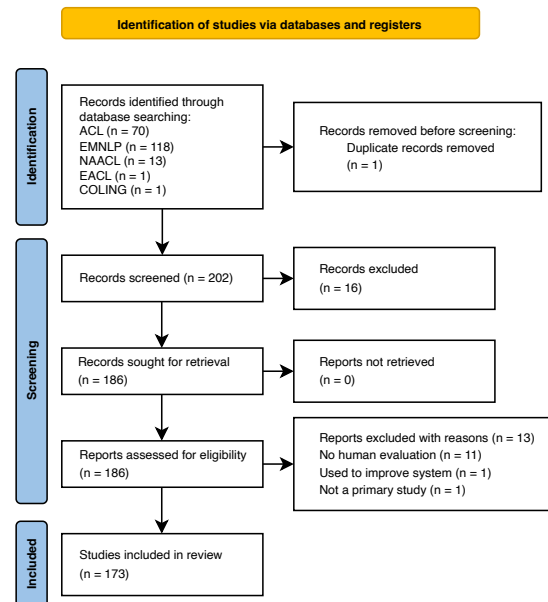 Identification of studies via databases and registers
Identification
Records identified through
database searching:
ACL (n = 70)
EMNLP (n = 118)
NAACL (n = 13)
EACL (n = 1)
COLING (n = 1)
Records removed before screening:
Duplicate records removed
(n = 1)
Screening
Records screened (n = 202)
Records excluded
(n = 16)
Records sought for retrieval
(n = 186)
Reports not retrieved
(n = 0)
Reports assessed for eligibility
(n = 186)
Reports excluded with reasons (n = 13)
No human evaluation (n = 11)
Used to improve system (n = 1)
Not a primary study (n = 1)
Included
Studies included in review
(n = 173)